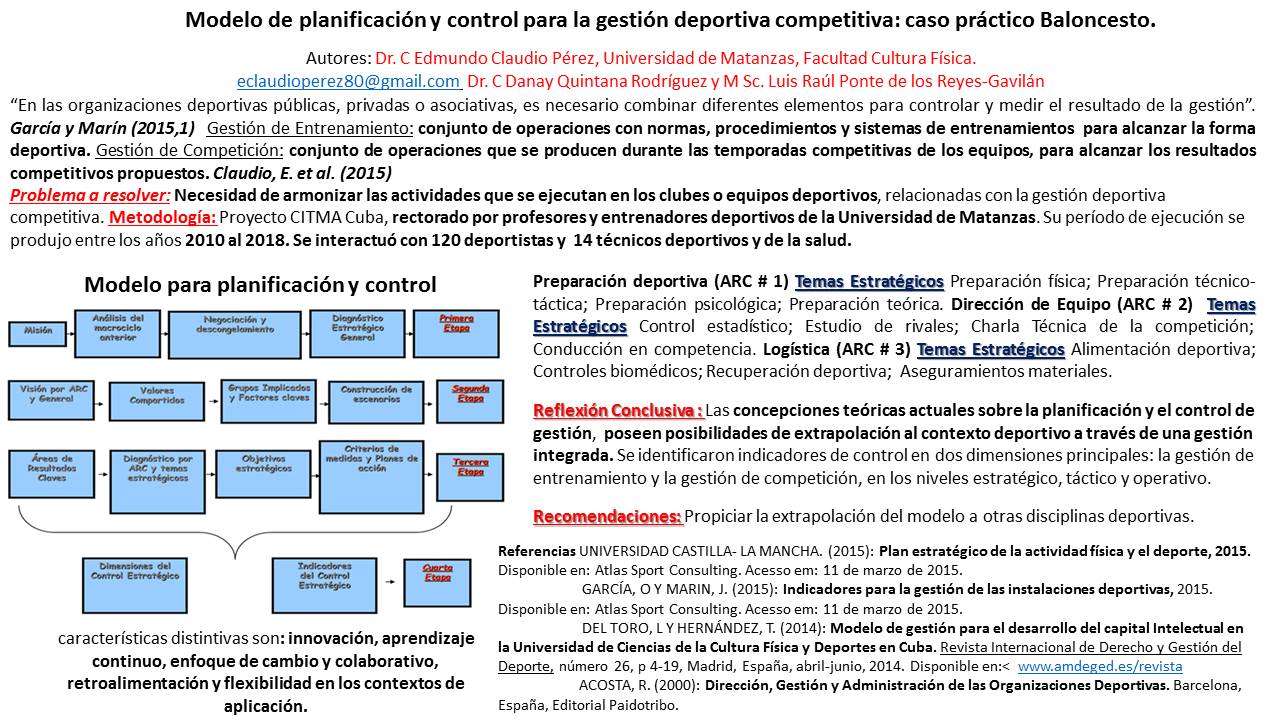 Modelo de planificación y control para la gestión deportiva competitiva: caso práctico Baloncesto.
Autores: Dr. C Edmundo Claudio Pérez, Universidad de Matanzas, Facultad Cultura Física.
eclaudioperez80@gmail.com Dr. C Danay Quintana Rodríguez y M Sc. Luis Raúl Ponte de los Reyes-Gavilán
“En las organizaciones deportivas públicas, privadas o asociativas, es necesario combinar diferentes elementos para controlar y medir el resultado de la gestión”.
García y Marín (2015,1) Gestión de Entrenamiento: conjunto de operaciones con normas, procedimientos y sistemas de entrenamientos para alcanzar la forma
deportiva. Gestión de Competición: conjunto de operaciones que se producen durante las temporadas competitivas de los equipos, para alcanzar los resultados
competitivos propuestos. Claudio, E. et al. (2015)
Problema a resolver: Necesidad de armonizar las actividades que se ejecutan en los clubes o equipos deportivos, relacionadas con la gestión deportiva
competitiva. Metodología: Proyecto CITMA Cuba, rectorado por profesores y entrenadores deportivos de la Universidad de Matanzas. Su período de ejecución se
produjo entre los años 2010 al 2018. Se interactuó con 120 deportistas y 14 técnicos deportivos y de la salud.
Modelo para planificación y control
Misión
Análisis del
macrociclo
anterior
Negociación y
descongelamiento
Diagnóstico
Estratégico
General
Primera
Etapa
Visión por ARC
y General
Valores
Compartidos
Grupos Implicados
y Factores claves
Construcción de
escenarios
Segunda
Etapa
Áreas de
Resultados
Claves
Diagnóstico por
ARC y temas
estratégicoss
Objetivos
estratégicos
Criterios de
medidas y Planes de
acción
Tercera
Etapa
Dimensiones del
Control Estratégico
Indicadores
del Control
Estratégico
Cuarta
Etapa
características distintivas son: innovación, aprendizaje
continuo, enfoque de cambio y colaborativo,
retroalimentación y flexibilidad en los contextos de
aplicación.
Preparación deportiva (ARC # 1) Temas Estratégicos Preparación física; Preparación técnico-
táctica; Preparación psicológica; Preparación teórica. Dirección de Equipo (ARC # 2) Temas
Estratégicos Control estadístico; Estudio de rivales; Charla Técnica de la competición;
Conducción en competencia. Logística (ARC # 3) Temas Estratégicos Alimentación deportiva;
Controles biomédicos; Recuperación deportiva; Aseguramientos materiales.
Reflexión Conclusiva : Las concepciones teóricas actuales sobre la planificación y el control de
gestión, poseen posibilidades de extrapolación al contexto deportivo a través de una gestión
integrada. Se identificaron indicadores de control en dos dimensiones principales: la gestión de
entrenamiento y la gestión de competición, en los niveles estratégico, táctico y operativo.
Recomendaciones: Propiciar la extrapolación del modelo a otras disciplinas deportivas.
Referencias UNIVERSIDAD CASTILLA- LA MANCHA. (2015): Plan estratégico de la actividad física y el deporte, 2015.
Disponible en: Atlas Sport Consulting. Acesso em: 11 de marzo de 2015.
GARCÍA, O Y MARIN, J. (2015): Indicadores para la gestión de las instalaciones deportivas, 2015.
Disponible en: Atlas Sport Consulting. Acesso em: 11 de marzo de 2015.
DEL TORO, L Y HERNÁNDEZ, T. (2014): Modelo de gestión para el desarrollo del capital Intelectual en
la Universidad de Ciencias de la Cultura Física y Deportes en Cuba. Revista Internacional de Derecho y Gestión del
Deporte, número 26, p 4-19, Madrid, España, abril-junio, 2014. Disponible en:< www.amdeged.es/revista
ACOSTA, R. (2000): Dirección, Gestión y Administración de las Organizaciones Deportivas. Barcelona,
España, Editorial Paidotribo.